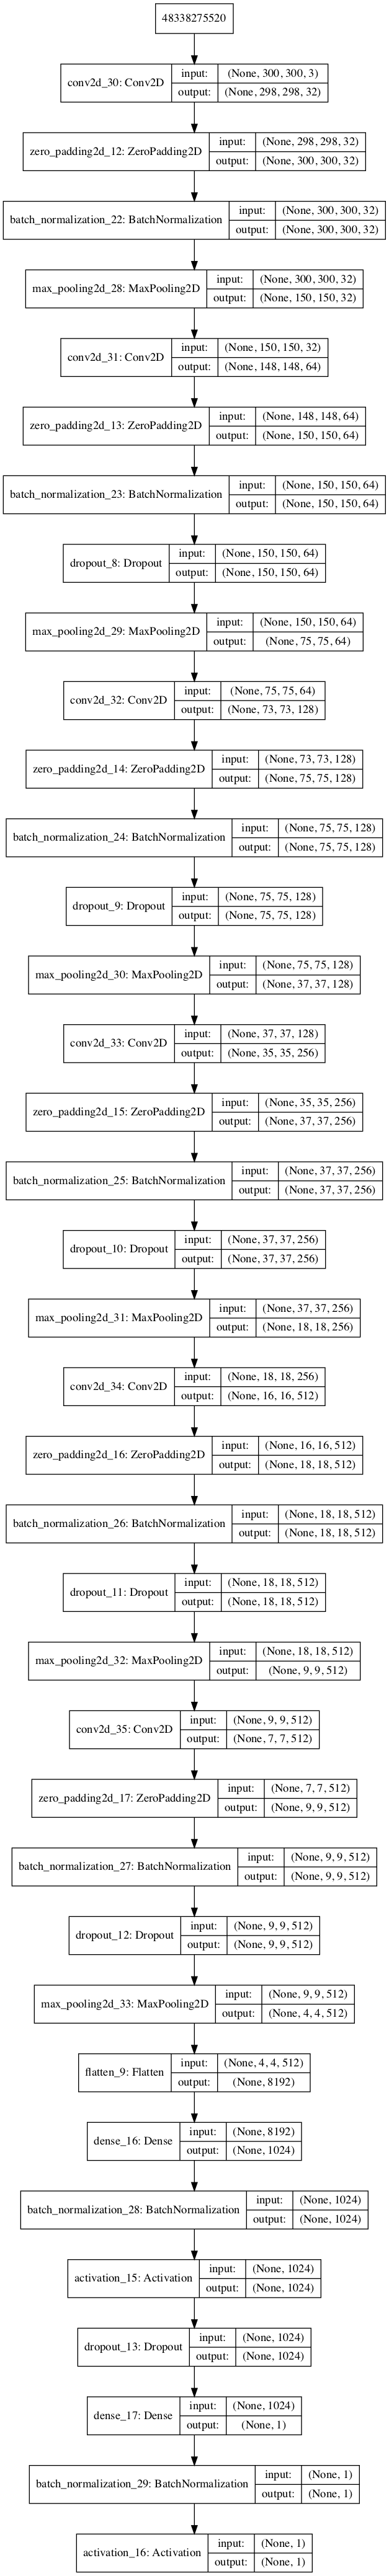 48338275520
conv2d_30: Conv2D
input: (None, 300, 300, 3)
output: (None, 298, 298, 32)
zero_padding2d_12: ZeroPadding2D
input: (None, 298, 298, 32)
output: (None, 300, 300, 32)
batch_normalization_22: BatchNormalization
input: (None, 300, 300, 32)
output: (None, 300, 300, 32)
max_pooling2d_28: MaxPooling2D
input: (None, 300, 300, 32)
output: (None, 150, 150, 32)
conv2d_31: Conv2D
input: (None, 150, 150, 32)
output: (None, 148, 148, 64)
zero_padding2d_13: ZeroPadding2D
input: (None, 148, 148, 64)
output: (None, 150, 150, 64)
batch_normalization_23: BatchNormalization
input: (None, 150, 150, 64)
output: (None, 150, 150, 64)
dropout_8: Dropout
input: (None, 150, 150, 64)
output: (None, 150, 150, 64)
max_pooling2d_29: MaxPooling2D
input: (None, 150, 150, 64)
output: (None, 75, 75, 64)
conv2d_32: Conv2D
input: (None, 75, 75, 64)
output: (None, 73, 73, 128)
zero_padding2d_14: ZeroPadding2D
input: (None, 73, 73, 128)
output: (None, 75, 75, 128)
batch_normalization_24: BatchNormalization
input: (None, 75, 75, 128)
output: (None, 75, 75, 128)
dropout_9: Dropout
input: (None, 75, 75, 128)
output: (None, 75, 75, 128)
max_pooling2d_30: MaxPooling2D
input: (None, 75, 75, 128)
output: (None, 37, 37, 128)
conv2d_33: Conv2D
input: (None, 37, 37, 128)
output: (None, 35, 35, 256)
zero_padding2d_15: ZeroPadding2D
input: (None, 35, 35, 256)
output: (None, 37, 37, 256)
batch_normalization_25: BatchNormalization
input: (None, 37, 37, 256)
output: (None, 37, 37, 256)
dropout_10: Dropout
input: (None, 37, 37, 256)
output: (None, 37, 37, 256)
max_pooling2d_31: MaxPooling2D
input: (None, 37, 37, 256)
output: (None, 18, 18, 256)
conv2d_34: Conv2D
input: (None, 18, 18, 256)
output: (None, 16, 16, 512)
zero_padding2d_16: ZeroPadding2D
input: (None, 16, 16, 512)
output: (None, 18, 18, 512)
batch_normalization_26: BatchNormalization
input: (None, 18, 18, 512)
output: (None, 18, 18, 512)
dropout_11: Dropout
input: (None, 18, 18, 512)
output: (None, 18, 18, 512)
max_pooling2d_32: MaxPooling2D
input: (None, 18, 18, 512)
output: (None, 9, 9, 512)
conv2d_35: Conv2D
input: (None, 9, 9, 512)
output: (None, 7, 7, 512)
zero_padding2d_17: ZeroPadding2D
input: (None, 7, 7, 512)
output: (None, 9, 9, 512)
batch_normalization_27: BatchNormalization
input: (None, 9, 9, 512)
output: (None, 9, 9, 512)
dropout_12: Dropout
input: (None, 9, 9, 512)
output: (None, 9, 9, 512)
max_pooling2d_33: MaxPooling2D
input: (None, 9, 9, 512)
output: (None, 4, 4, 512)
flatten_9: Flatten
input: (None, 4, 4, 512)
output: (None, 8192)
dense_16: Dense
input: (None, 8192)
output: (None, 1024)
batch_normalization_28: BatchNormalization
input: (None, 1024)
output: (None, 1024)
activation_15: Activation
input: (None, 1024)
output: (None, 1024)
dropout_13: Dropout
input: (None, 1024)
output: (None, 1024)
dense_17: Dense
input: (None, 1024)
output: (None, 1)
batch_normalization_29: BatchNormalization
input: (None, 1)
output: (None, 1)
activation_16: Activation
input: (None, 1)
output: (None, 1)